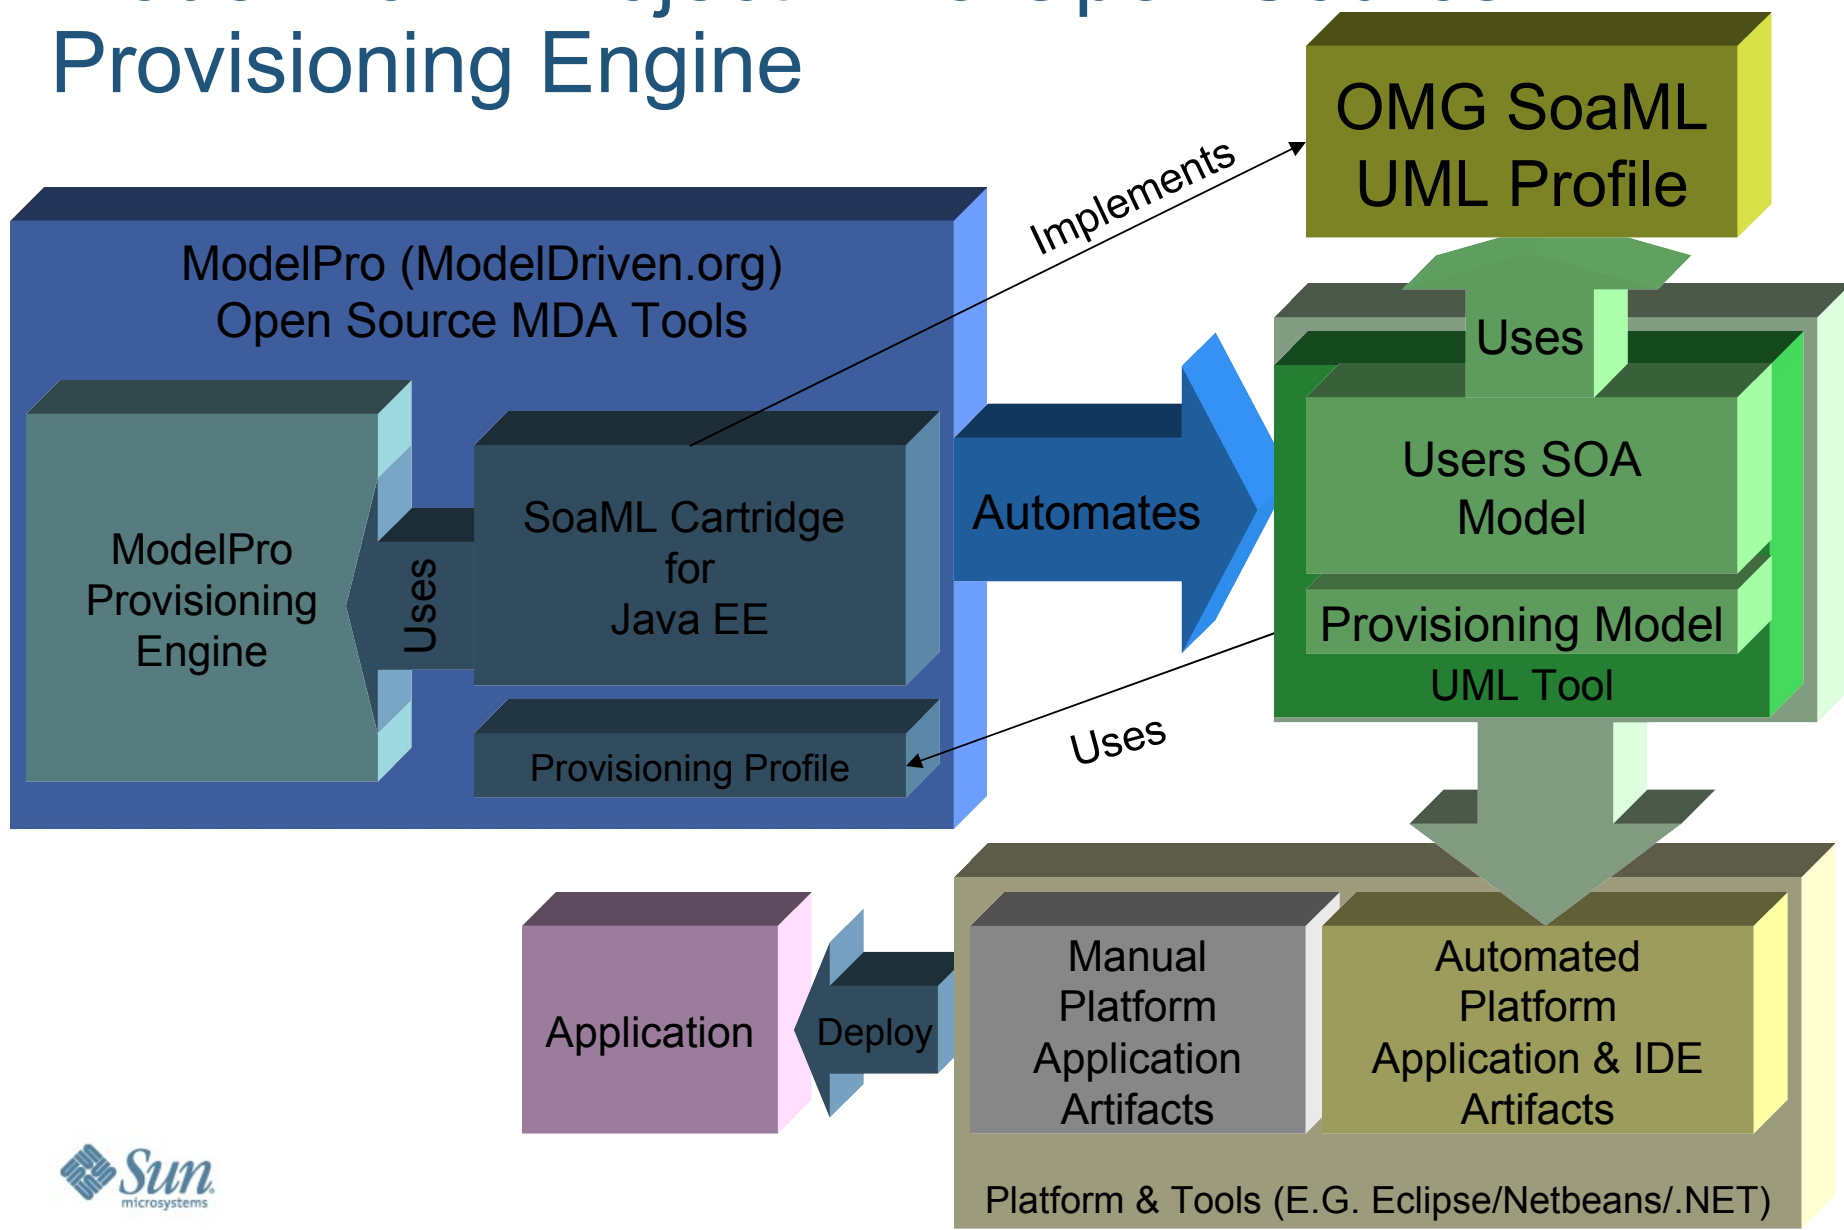 Provisioning Engine
OMG SoaML
UML Profile
Implements
ModelPro (ModelDriven.org)
Open Source MDA Tools
Uses
Users SOA
Model
SoaML Cartridge
for
Java EE
Automates
ModelPro
Provisioning
Engine
Uses
Provisioning Model
UML Tool
Uses
Provisioning Profile
Manual
Platform
Application
Artifacts
Automated
Platform
Application & IDE
Artifacts
Application
Deploy
Platform & Tools (E.G. Eclipse/Netbeans/.NET)
Sun
microsystems